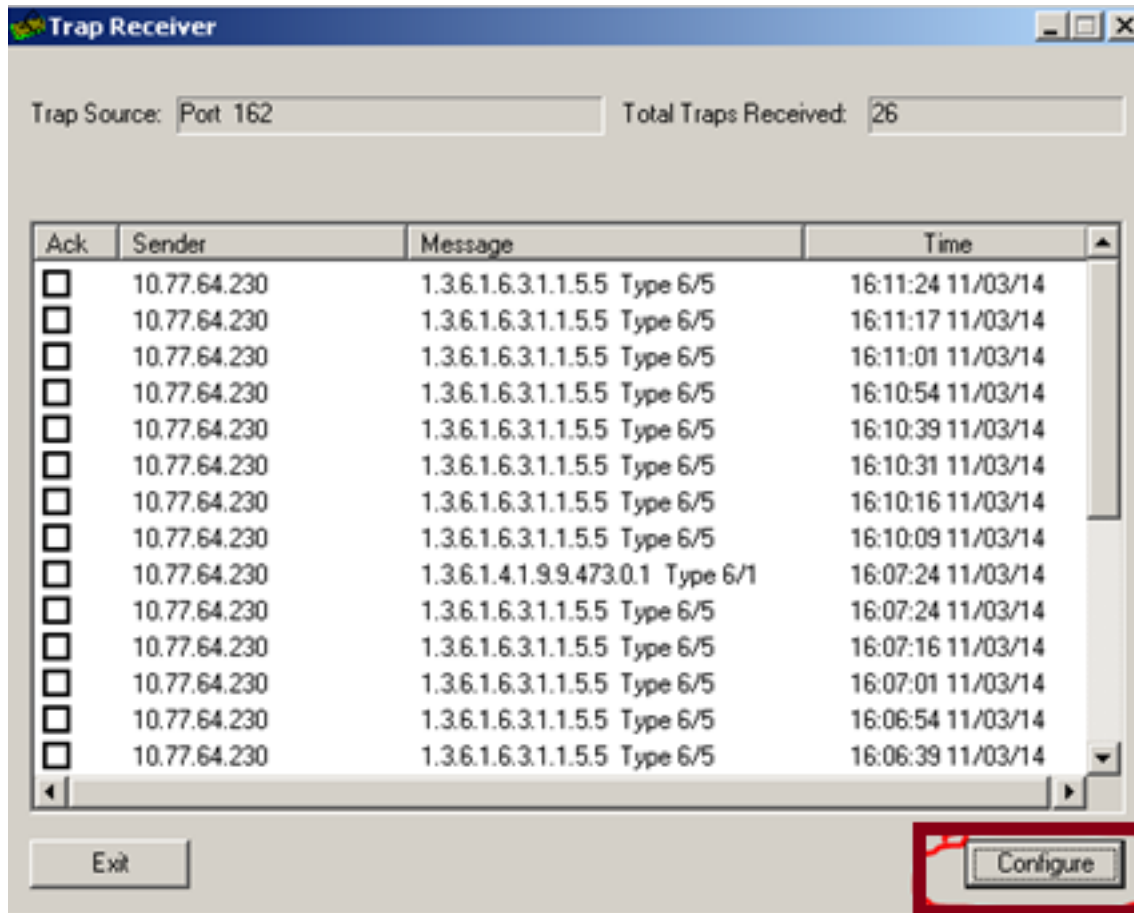 Trap Receiver
Trap Source: Port 162 Total Traps Received: 26
Ack Sender Message Time
10.77.64.230 1.3.6.1.6.3.1.1.5.5 Type 6/5 16:11:24 11/03/14
10.77.64.230 1.3.6.1.6.3.1.1.5.5 Type 6/5 16:11:17 11/03/14
10.77.64.230 1.3.6.1.6.3.1.1.5.5 Type 6/5 16:11:01 11/03/14
10.77.64.230 1.3.6.1.6.3.1.1.5.5 Type 6/5 16:10:54 11/03/14
10.77.64.230 1.3.6.1.6.3.1.1.5.5 Type 6/5 16:10:39 11/03/14
10.77.64.230 1.3.6.1.6.3.1.1.5.5 Type 6/5 16:10:31 11/03/14
10.77.64.230 1.3.6.1.6.3.1.1.5.5 Type 6/5 16:10:16 11/03/14
10.77.64.230 1.3.6.1.6.3.1.1.5.5 Type 6/5 16:10:09 11/03/14
10.77.64.230 1.3.6.1.4.1.9.9.473.0.1 Type 6/1 16:07:24 11/03/14
10.77.64.230 1.3.6.1.6.3.1.1.5.5 Type 6/5 16:07:24 11/03/14
10.77.64.230 1.3.6.1.6.3.1.1.5.5 Type 6/5 16:07:16 11/03/14
10.77.64.230 1.3.6.1.6.3.1.1.5.5 Type 6/5 16:07:01 11/03/14
10.77.64.230 1.3.6.1.6.3.1.1.5.5 Type 6/5 16:06:54 11/03/14
10.77.64.230 1.3.6.1.6.3.1.1.5.5 Type 6/5 16:06:39 11/03/14
Exit Configure